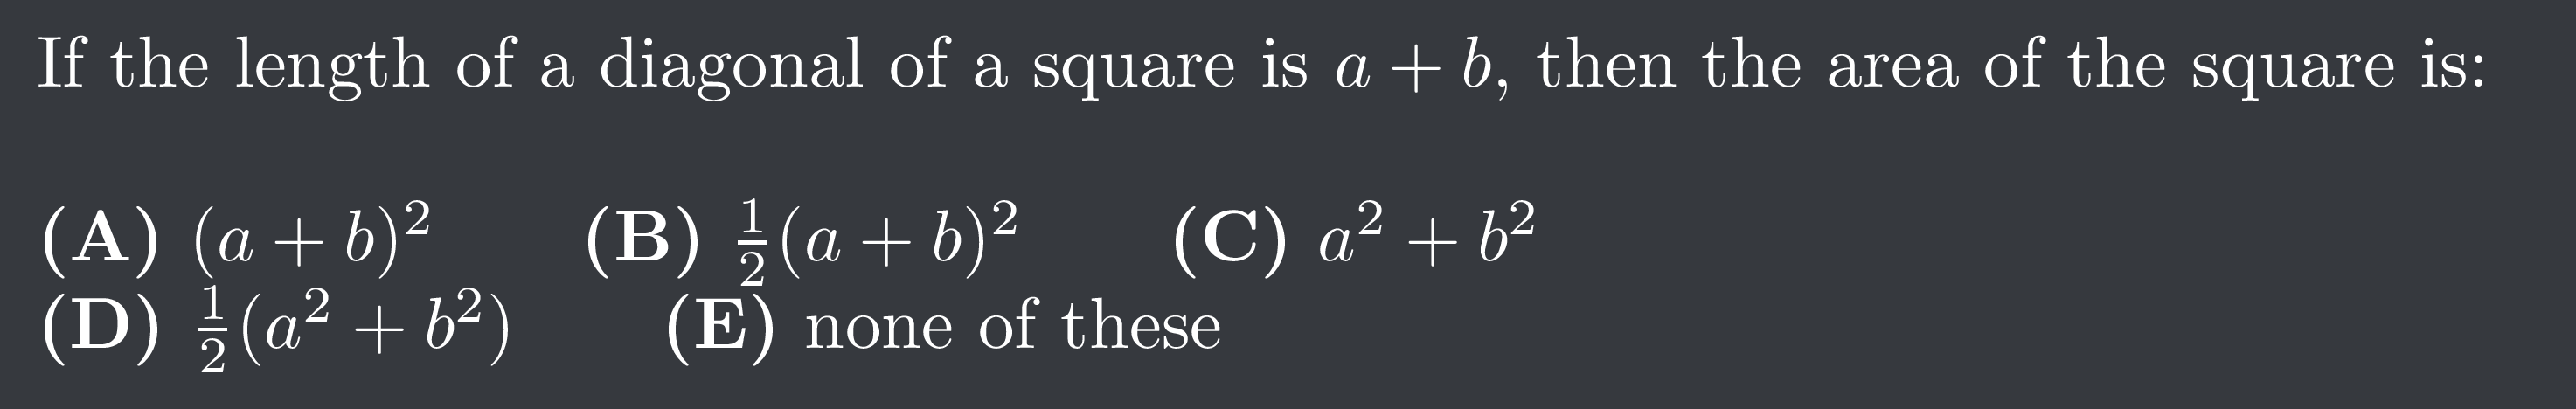 If the length of a diagonal of a square is a + b, then the area of the square is:
(A) (a + b)² (B) ½(a + b)² (C) a² + b²
(D) ½(a² + b²) (E) none of these